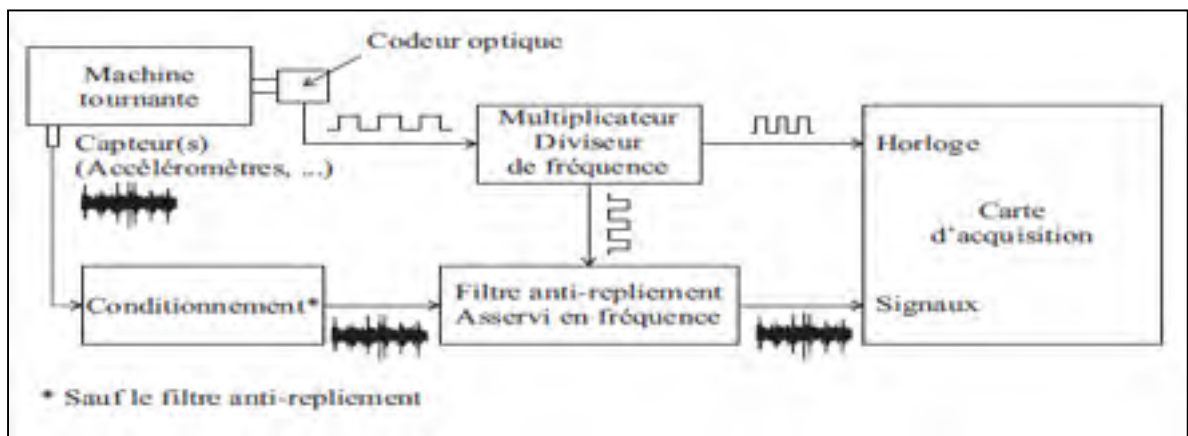 Codeur optique
Machine
tournante
Capteur(s)
(Accéléromètres, ...)
Multiplicateur
Diviseur
de fréquence
Horloge
Carte
d'acquisition
Conditionnement*
Filtre anti-repliement
Asservi en fréquence
Signaux
* Sauf le filtre anti-repliement